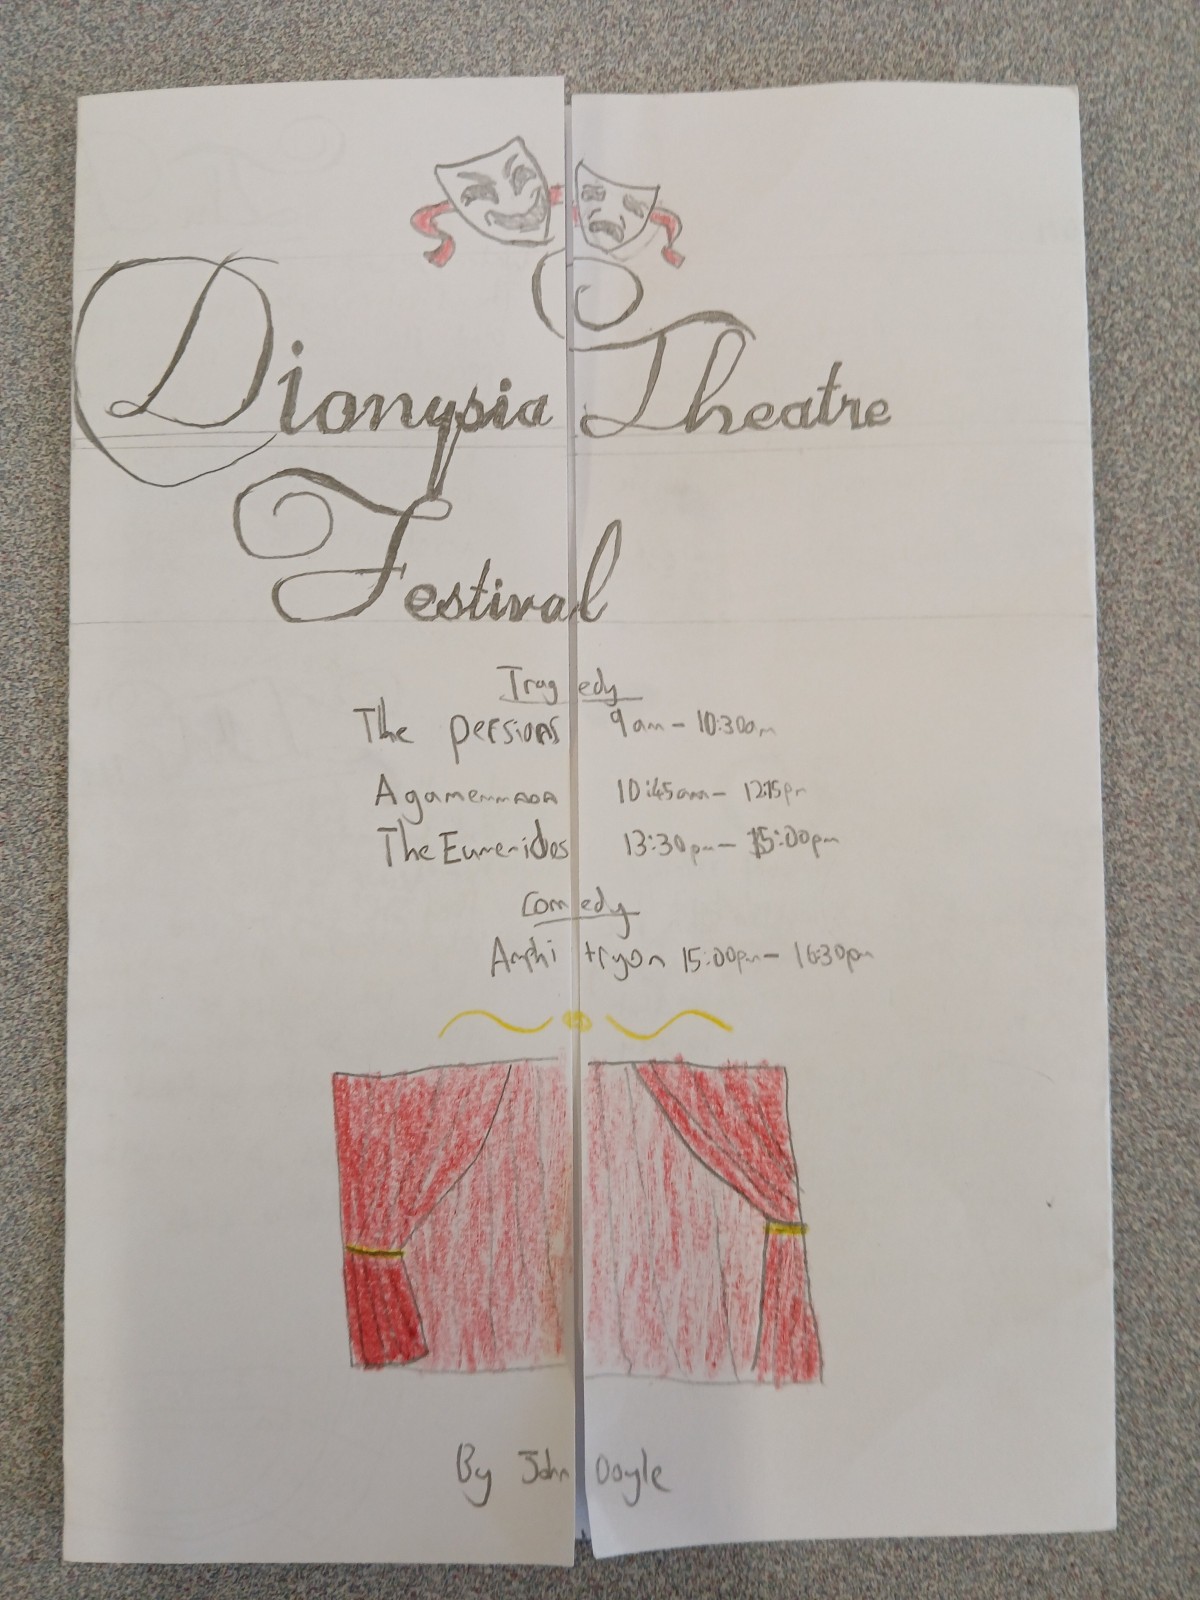 Dionysia Theatre
Festival
Tragedy
The persians 9am - 10:30am
Agamemnon 10:45am - 12:15pm
The Eumenides 13:30pm - 15:00pm
Comedy
Amphitryon 15:00pm - 16:30pm
By John Doyle